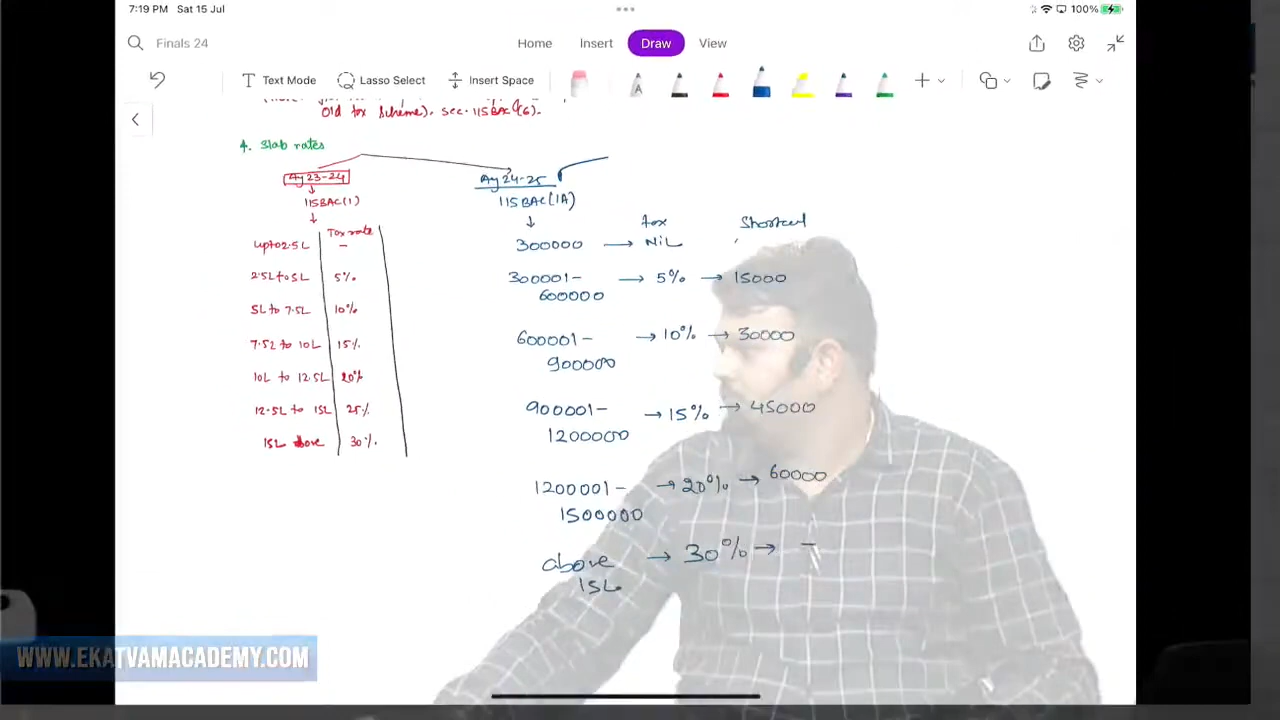 7:19 PM Sat 15 Jul
100%
Finals 24
Home Insert Draw View
Text Mode Lasso Select Insert Space
Old tax Scheme). sec. 115BAC(6).
4. Slab rates
Ay 23-24
115BAC(1)
Tax rate
upto 2.5L –
2.5L to 5L 5%
5L to 7.5L 10%
7.5L to 10L 15%
10L to 12.5L 20%
12.5L to 15L 25%
15L above 30%.
Ay 24-25
115BAC(1A)
tax Shortcut
300000 → NiL
300001- → 5% → 15000
600000
600001- → 10% → 30000
900000
900001- → 15% → 45000
1200000
1200001- → 20% → 60000
1500000
above → 30% → –
15L
WWW.EKATVAMACADEMY.COM